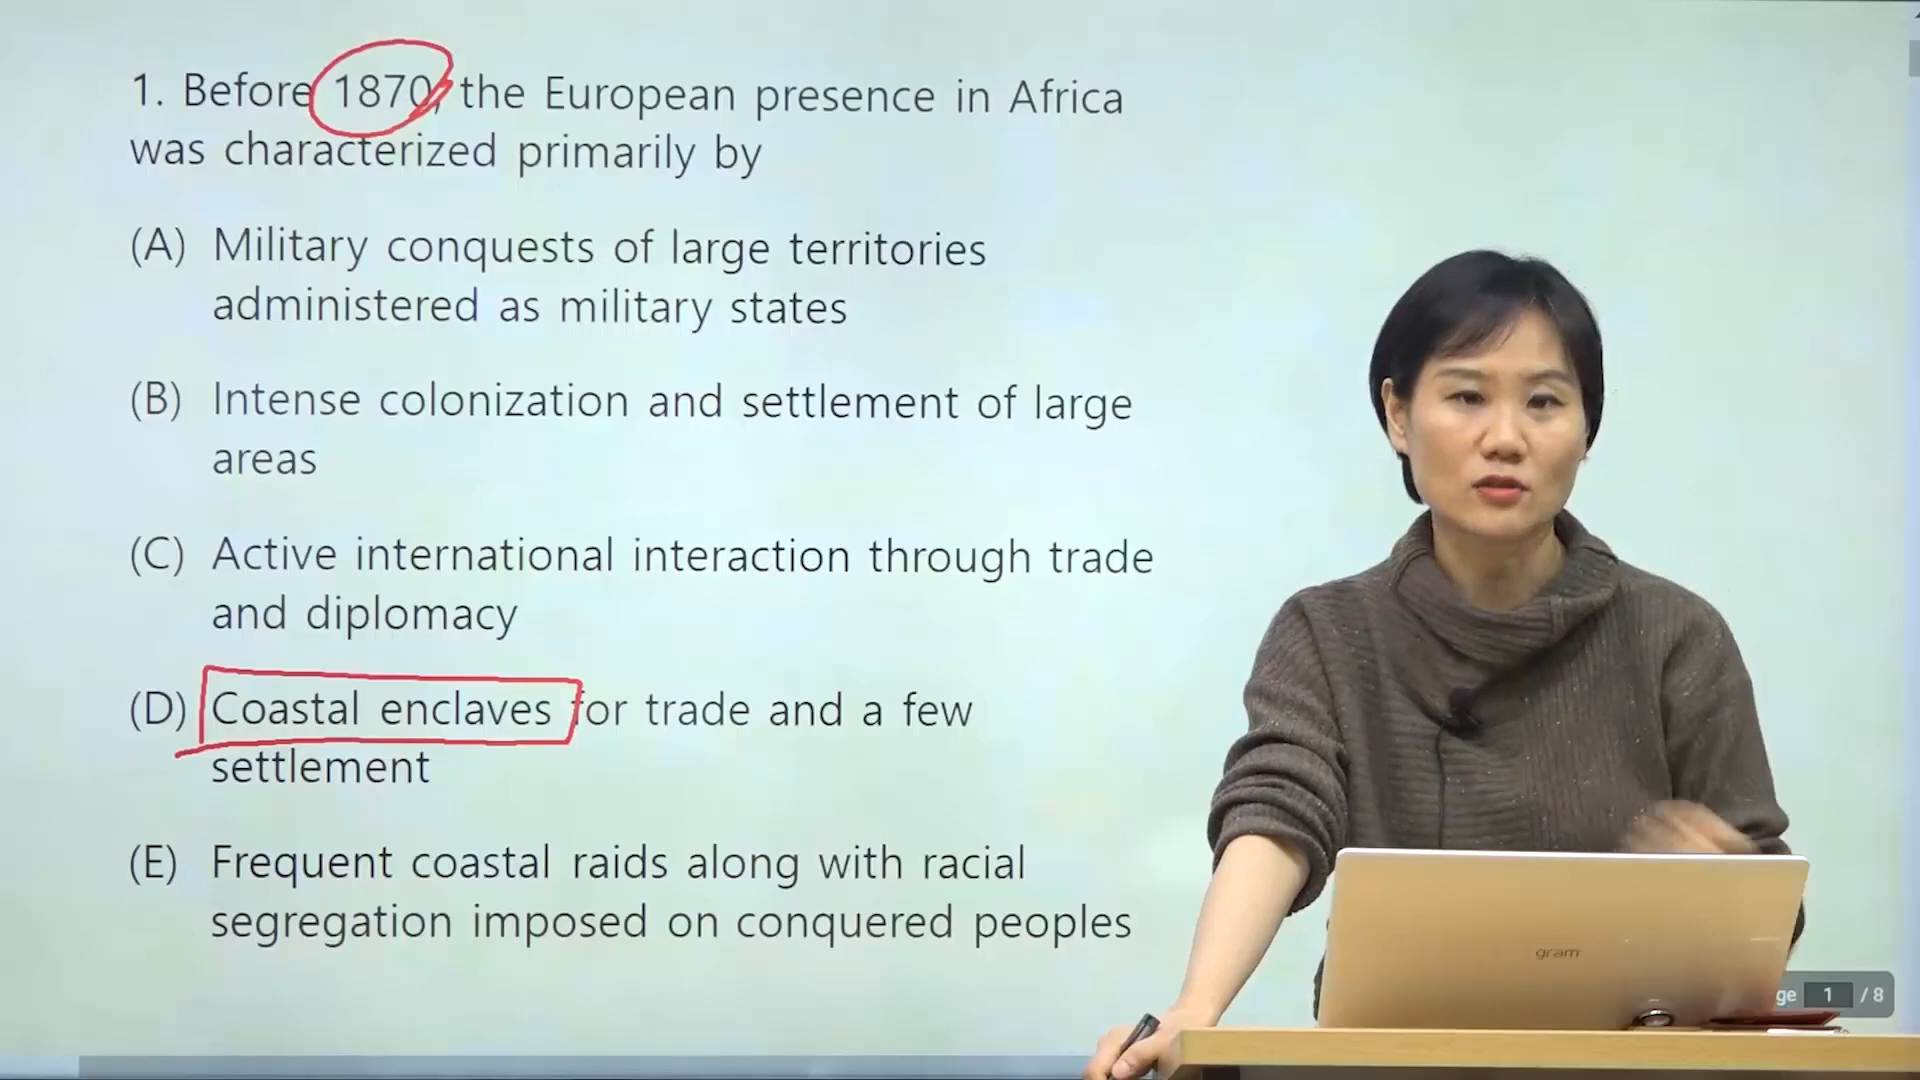 1. Before 1870, the European presence in Africa
was characterized primarily by
(A) Military conquests of large territories
administered as military states
(B) Intense colonization and settlement of large
areas
(C) Active international interaction through trade
and diplomacy
(D) Coastal enclaves for trade and a few
settlement
(E) Frequent coastal raids along with racial
segregation imposed on conquered peoples
gram
ge 1 / 8